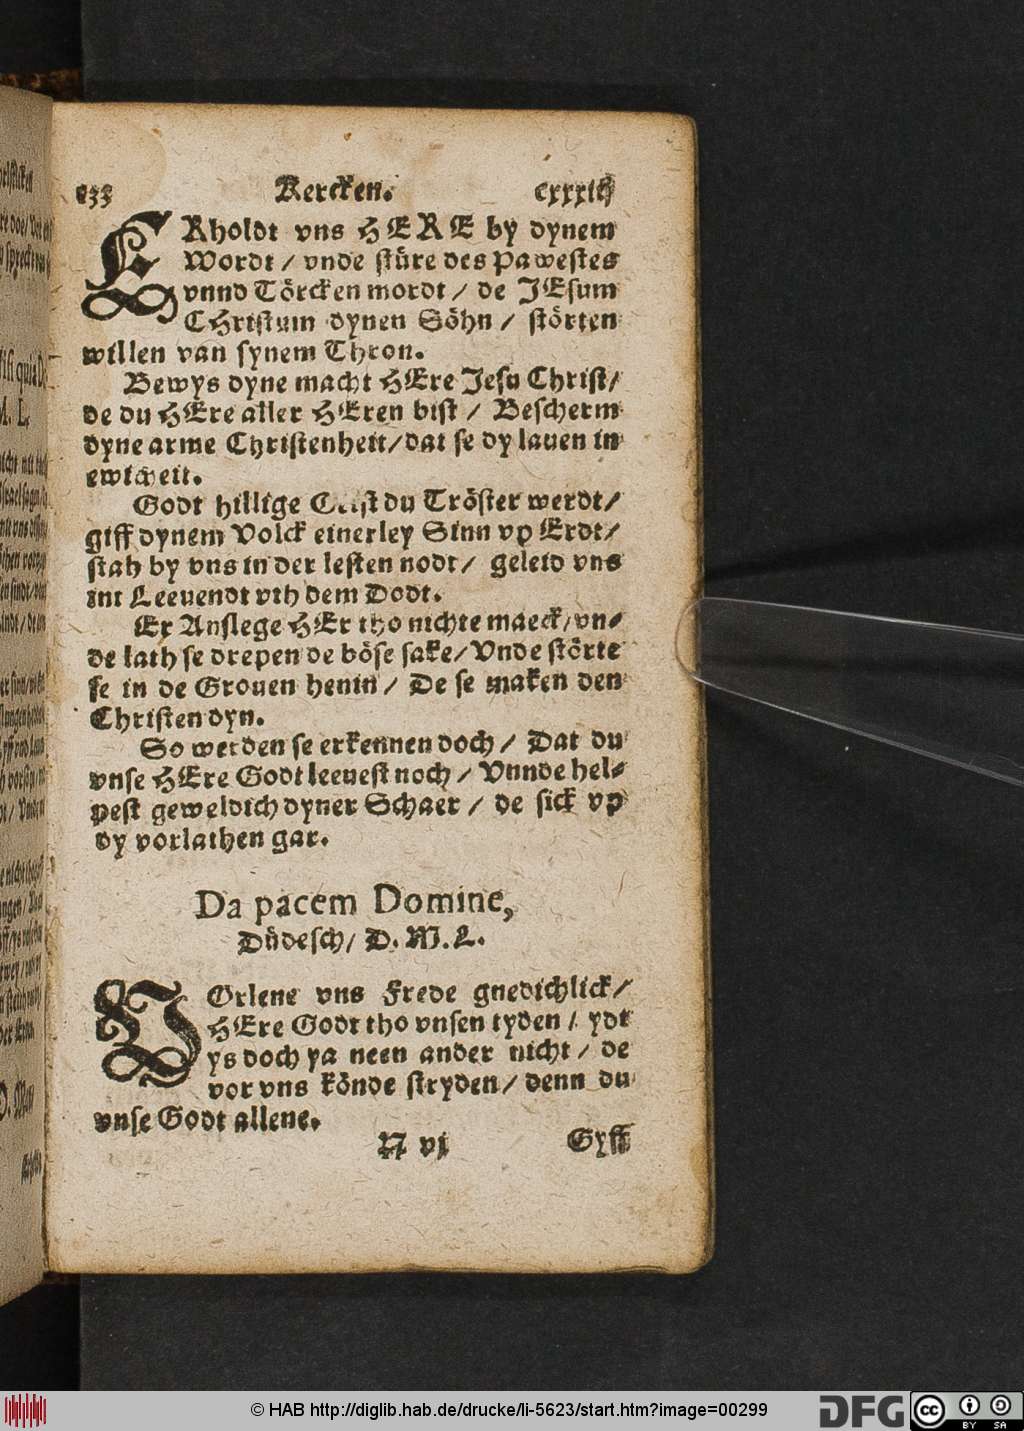 Kercken. cxxxiij
ERholdt vns HERE by dynem
Wordt / vnde stüre des Pawestes
vnnd Törcken mordt / de JEsum
CHristum dynen Söhn / störten
willen van synem Thron.
Bewys dyne macht HEre Jesu Christ/
de du HEre aller HEren bist / Bescherm
dyne arme Christenheit/dat se dy lauen in
ewicheit.
Godt hillige du Tröster werdt/
giff dynem Volck einerley Sinn vp Erdt/
stah by vns in der lesten nodt / geleid vns
int Leeuendt vth dem Dodt.
Er Anslege HEr tho nichte maeck/vn-
de lath se drepen de böse sake/Vnde störte
se in de Grouen henin / De se maken den
Christen dyn.
So werden se erkennen doch / Dat du
vnse HEre Godt leeuest noch / Vnnde hel-
pest geweldich dyner Schaer / de sick vp
dy vorlathen gar.
Da pacem Domine,
Düdesch/ D. M. L.
VOrlene vns Frede gnedichlick/
HEre Godt tho vnsen tyden / ydt
ys doch ya neen ander nicht / de
vor vns könde stryden/ denn du
vnse Godt allene.
N vj Gyff
© HAB http://diglib.hab.de/drucke/li-5623/start.htm?image=00299
DFG
cc BY SA